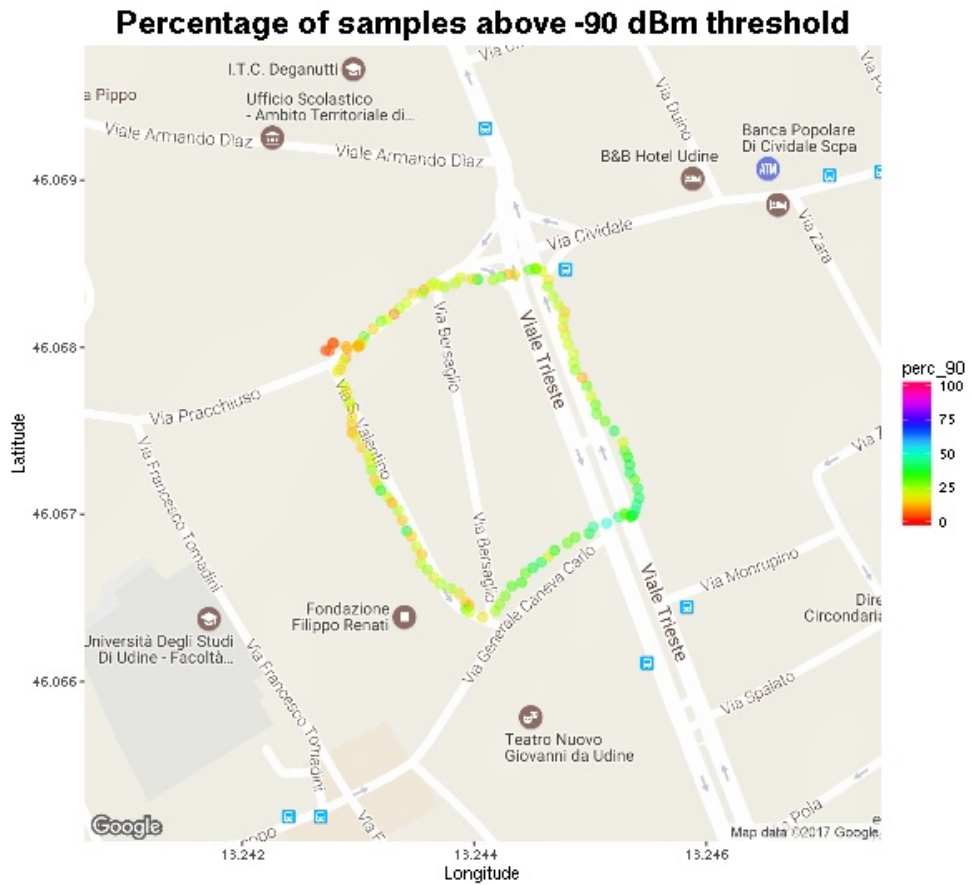 Percentage of samples above -90 dBm threshold
I.T.C. Deganutti
a Pippo
Ufficio Scolastico
- Ambito Territoriale di...
Viale Armando Diaz
Viale Armando Diaz
Via Duino
Banca Popolare
Di Cividale Scpa
ATM
B&B Hotel Udine
46.069
Via Cividale
Via Zara
Via Bersaglio
Viale Trieste
46.068
Via Pracchiuso
Via S. Valentino
perc_90
100
75
50
25
0
Latitude
Via Francesco Tomadini
46.067
Via Bersaglio
Via Generale Caneva Carlo
Via Monrupino
Viale Trieste
Dire
Circondaria
Fondazione
Filippo Renati
Università Degli Studi
Di Udine - Facoltà...
Via Francesco Tomadini
46.066
Via Spalato
Teatro Nuovo
Giovanni da Udine
Pola
Via F
Google
Map data ©2017 Google
13.242
13.244
13.246
Longitude